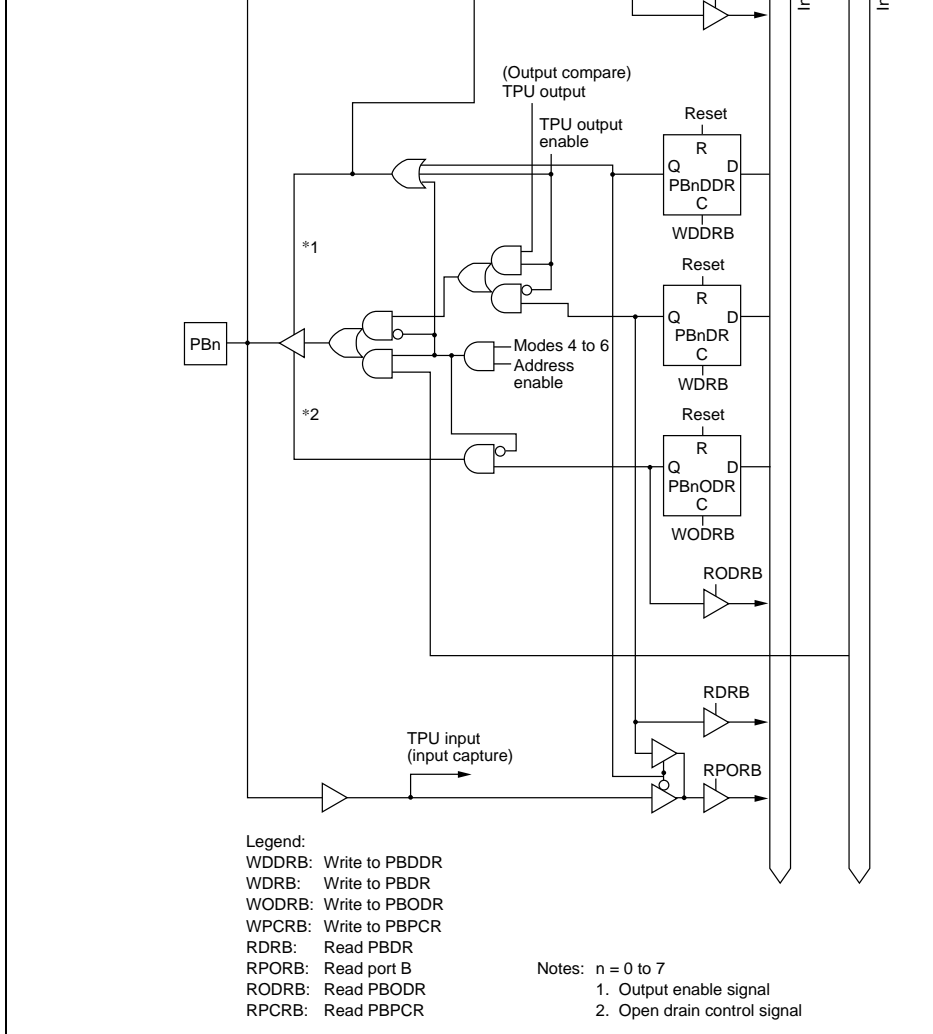 In
In
(Output compare)
TPU output
TPU output
enable
Reset
R
Q D
PBnDDR
C
WDDRB
*1
Reset
R
Q D
PBnDR
C
WDRB
PBn
Modes 4 to 6
Address
enable
*2
Reset
R
Q D
PBnODR
C
WODRB
RODRB
RDRB
TPU input
(input capture)
RPORB
Legend:
WDDRB: Write to PBDDR
WDRB: Write to PBDR
WODRB: Write to PBODR
WPCRB: Write to PBPCR
RDRB: Read PBDR
RPORB: Read port B
RODRB: Read PBODR
RPCRB: Read PBPCR
Notes: n = 0 to 7
1. Output enable signal
2. Open drain control signal